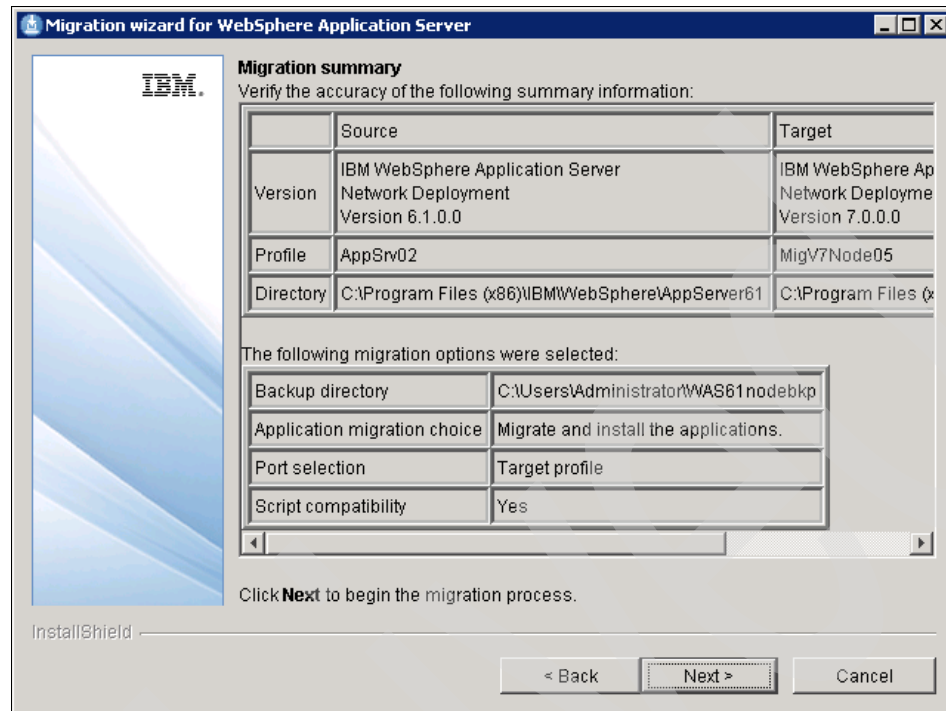 Migration wizard for WebSphere Application Server
IBM.
Migration summary
Verify the accuracy of the following summary information:
Source Target
Version IBM WebSphere Application Server IBM WebSphere Ap
Network Deployment Network Deployme
Version 6.1.0.0 Version 7.0.0.0
Profile AppSrv02 MigV7Node05
Directory C:\Program Files (x86)\IBM\WebSphere\AppServer61 C:\Program Files (x
The following migration options were selected:
Backup directory C:\Users\Administrator\WAS61nodebkp
Application migration choice Migrate and install the applications.
Port selection Target profile
Script compatibility Yes
Click Next to begin the migration process.
InstallShield
< Back Next > Cancel